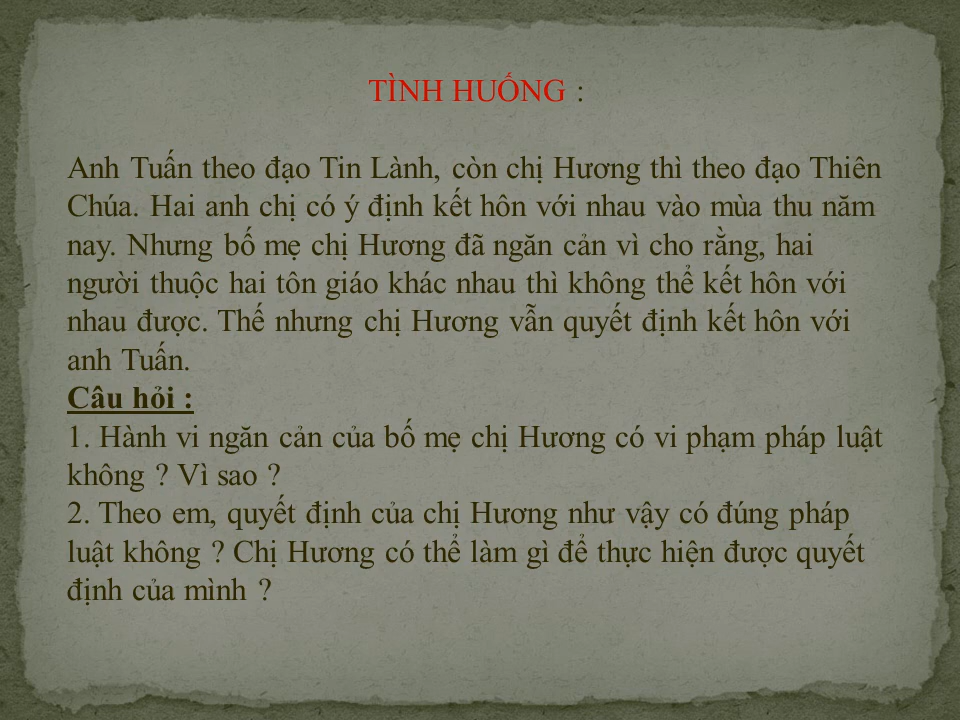 TÌNH HUỐNG :
Anh Tuấn theo đạo Tin Lành, còn chị Hương thì theo đạo Thiên
Chúa. Hai anh chị có ý định kết hôn với nhau vào mùa thu năm
nay. Nhưng bố mẹ chị Hương đã ngăn cản vì cho rằng, hai
người thuộc hai tôn giáo khác nhau thì không thể kết hôn với
nhau được. Thế nhưng chị Hương vẫn quyết định kết hôn với
anh Tuấn.
Câu hỏi :
1. Hành vi ngăn cản của bố mẹ chị Hương có vi phạm pháp luật
không ? Vì sao ?
2. Theo em, quyết định của chị Hương như vậy có đúng pháp
luật không ? Chị Hương có thể làm gì để thực hiện được quyết
định của mình ?